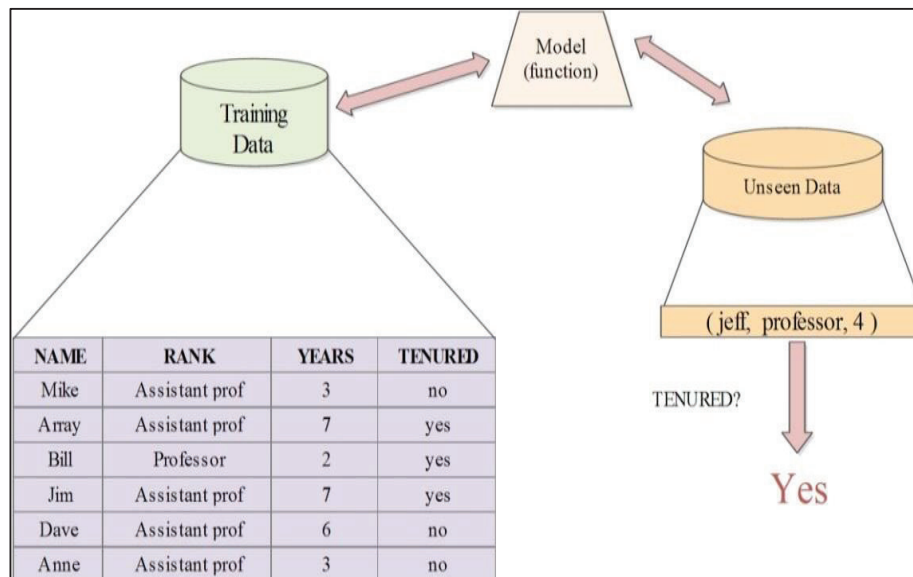 Model
(function)
Training
Data
Unseen Data
( jeff, professor, 4 )
TENURED?
Yes
NAME RANK YEARS TENURED
Mike Assistant prof 3 no
Array Assistant prof 7 yes
Bill Professor 2 yes
Jim Assistant prof 7 yes
Dave Assistant prof 6 no
Anne Assistant prof 3 no